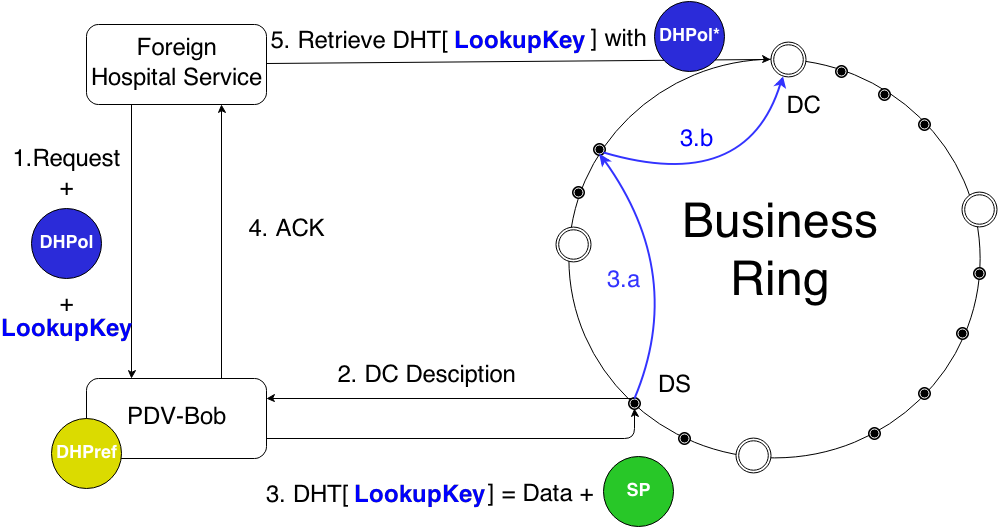 Foreign
Hospital Service
5. Retrieve DHT[ LookupKey ] with DHPol*
DC
3.b
1.Request
+
DHPol
+
LookupKey
4. ACK
Business
Ring
3.a
2. DC Desciption
DS
PDV-Bob
DHPref
3. DHT[ LookupKey ] = Data + SP